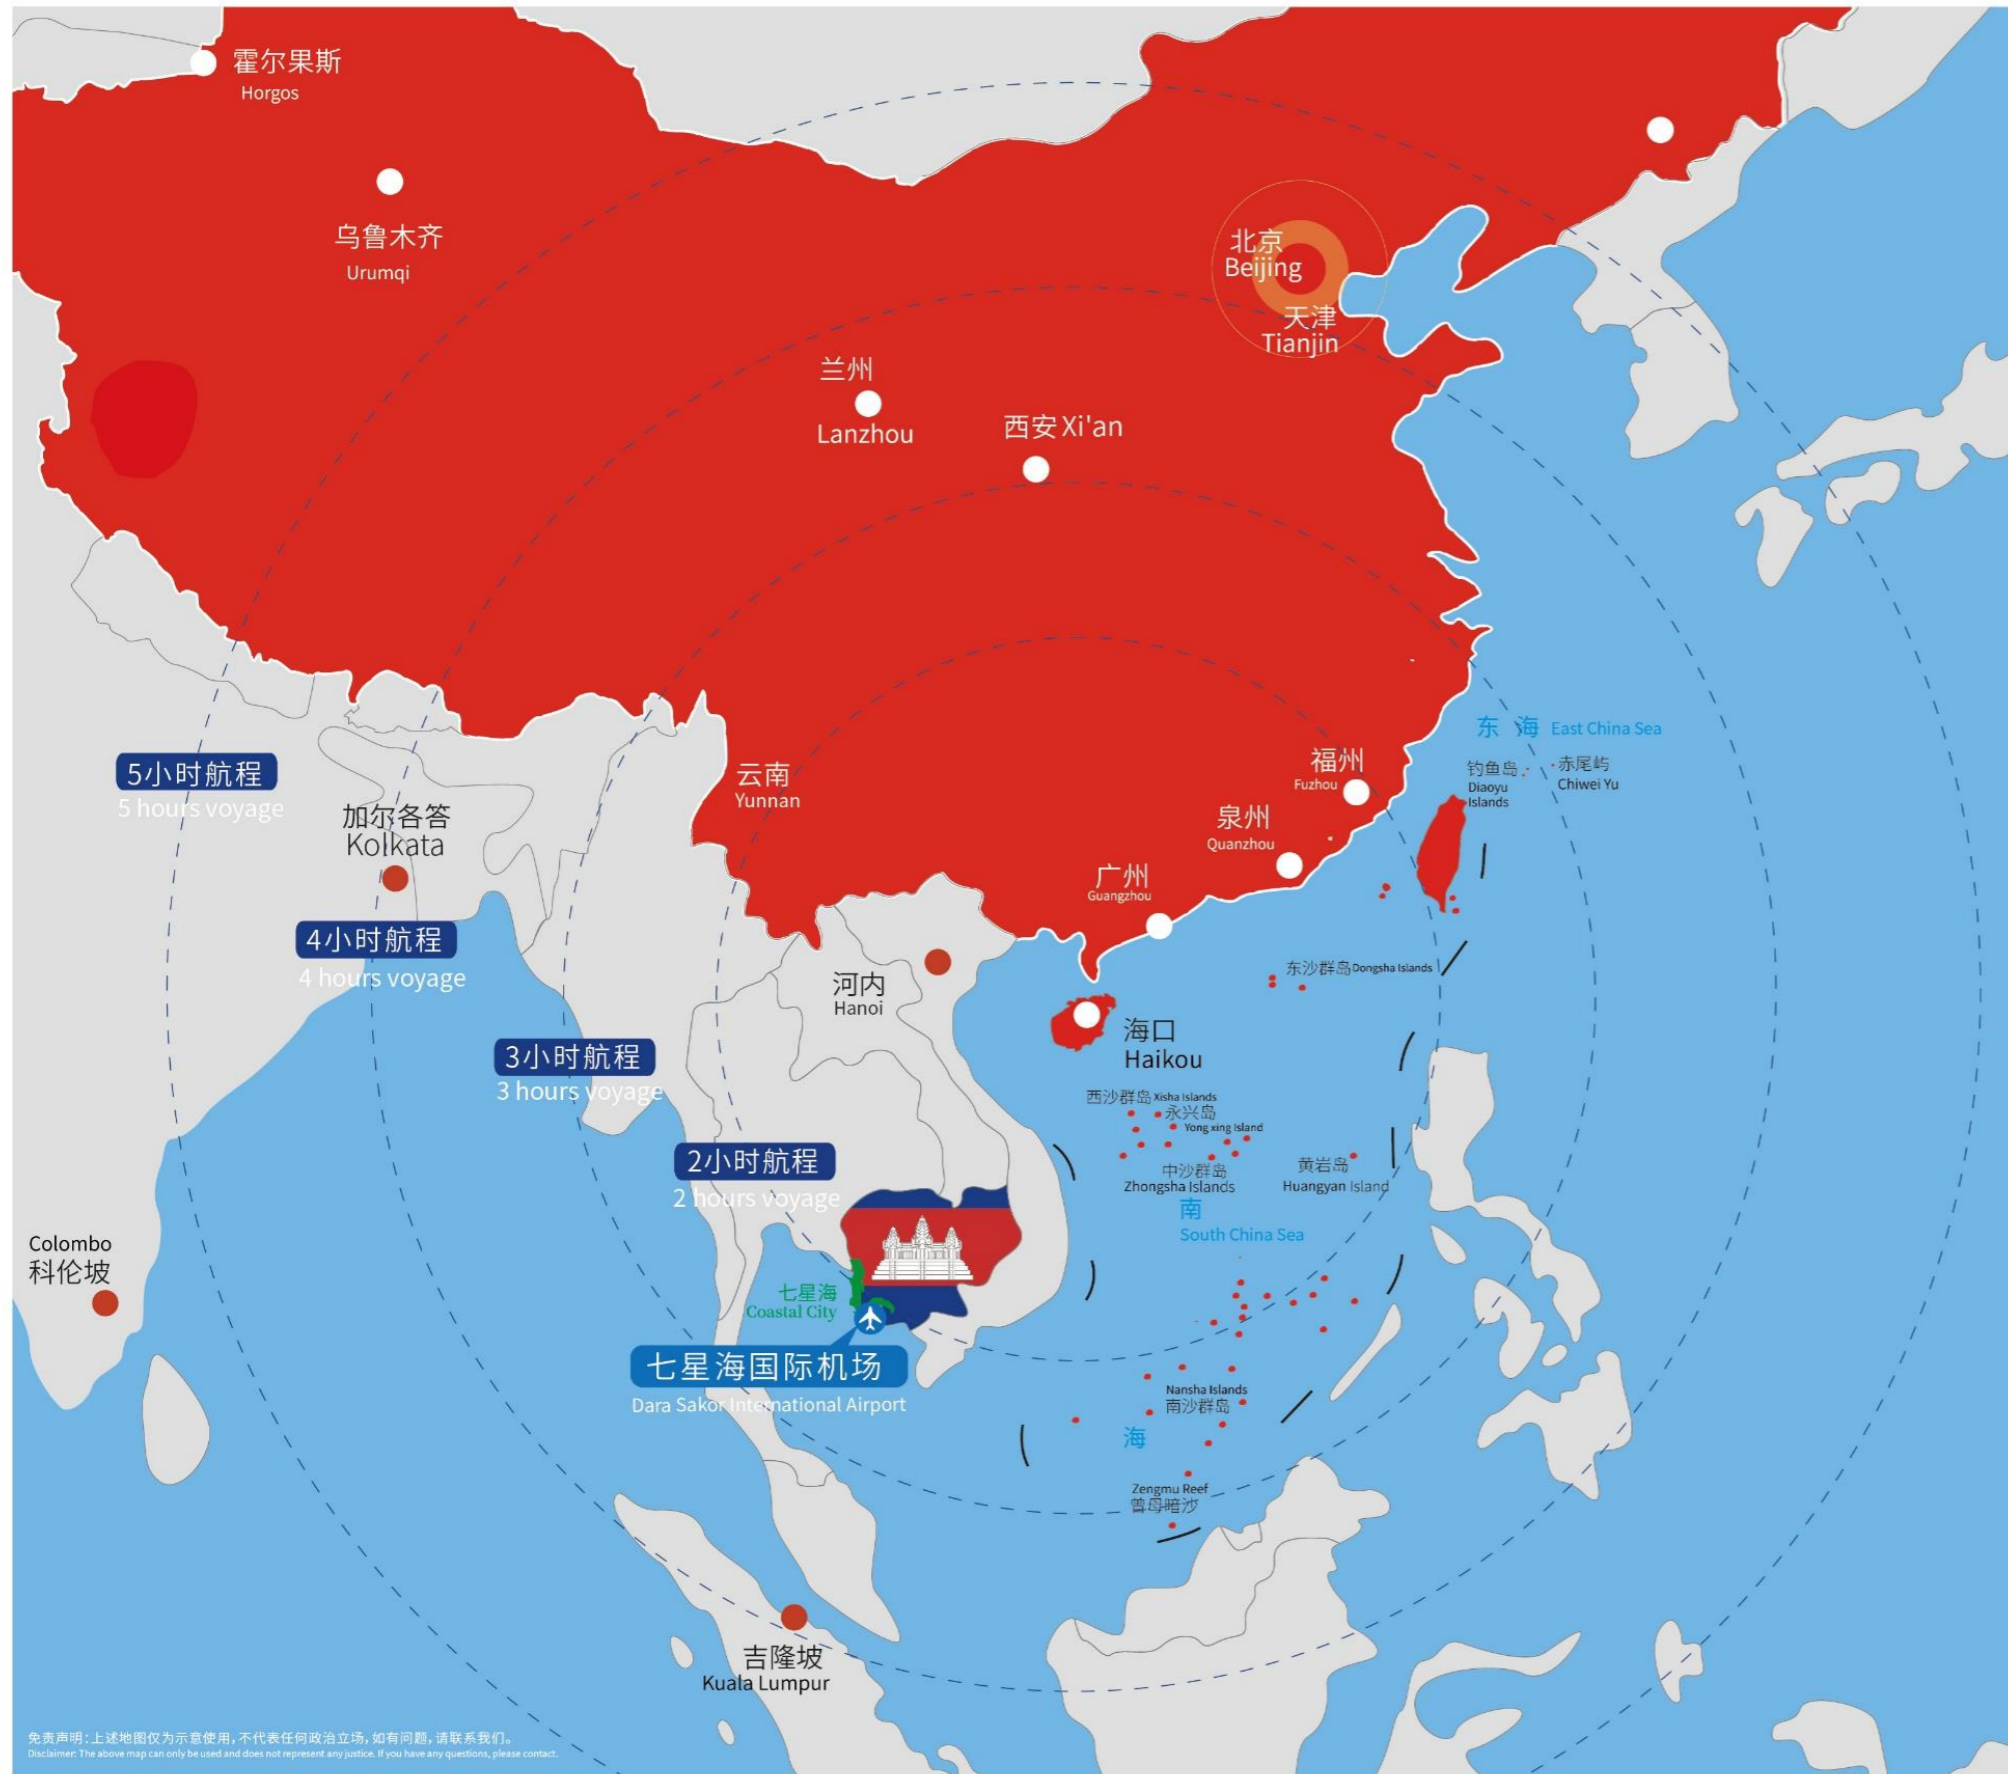 霍尔果斯
Horgos
乌鲁木齐
Urumqi
北京
Beijing
天津
Tianjin
兰州
Lanzhou
西安 Xi'an
东 海 East China Sea
钓鱼岛
Diaoyu
Islands
赤尾屿
Chiwei Yu
云南
Yunnan
福州
Fuzhou
泉州
Quanzhou
广州
Guangzhou
5小时航程
5 hours voyage
加尔各答
Kolkata
4小时航程
4 hours voyage
河内
Hanoi
东沙群岛 Dongsha Islands
海口
Haikou
3小时航程
3 hours voyage
西沙群岛 Xisha Islands
永兴岛
Yong xing Island
中沙群岛
Zhongsha Islands
黄岩岛
Huangyan Island
2小时航程
2 hours voyage
南
South China Sea
Colombo
科伦坡
七星海
Coastal City
七星海国际机场
Dara Sakor International Airport
Nansha Islands
南沙群岛
海
Zengmu Reef
曾母暗沙
吉隆坡
Kuala Lumpur
免责声明：上述地图仅为示意使用，不代表任何政治立场，如有问题，请联系我们。
Disclaimer: The above map can only be used and does not represent any justice. If you have any questions, please contact.